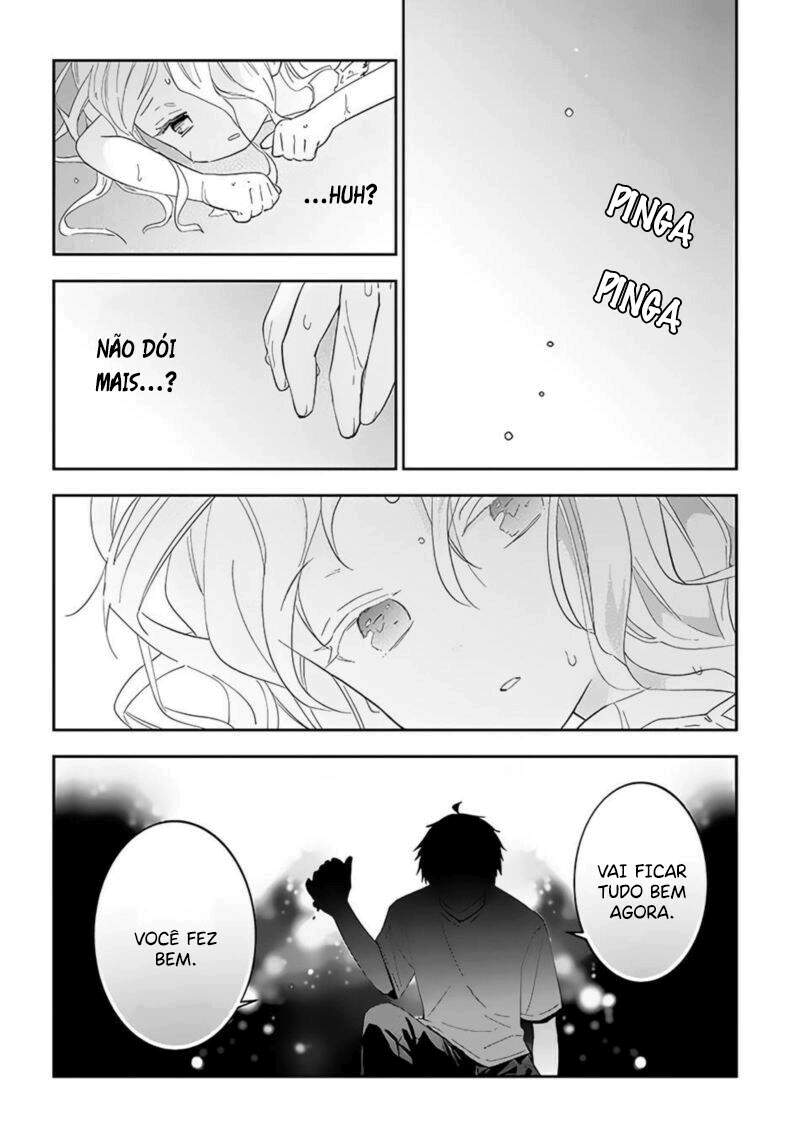 PINGA
PINGA
...HUH?
NÃO DÓI
MAIS...?
VAI FICAR
TUDO BEM
AGORA.
VOCÊ FEZ
BEM.